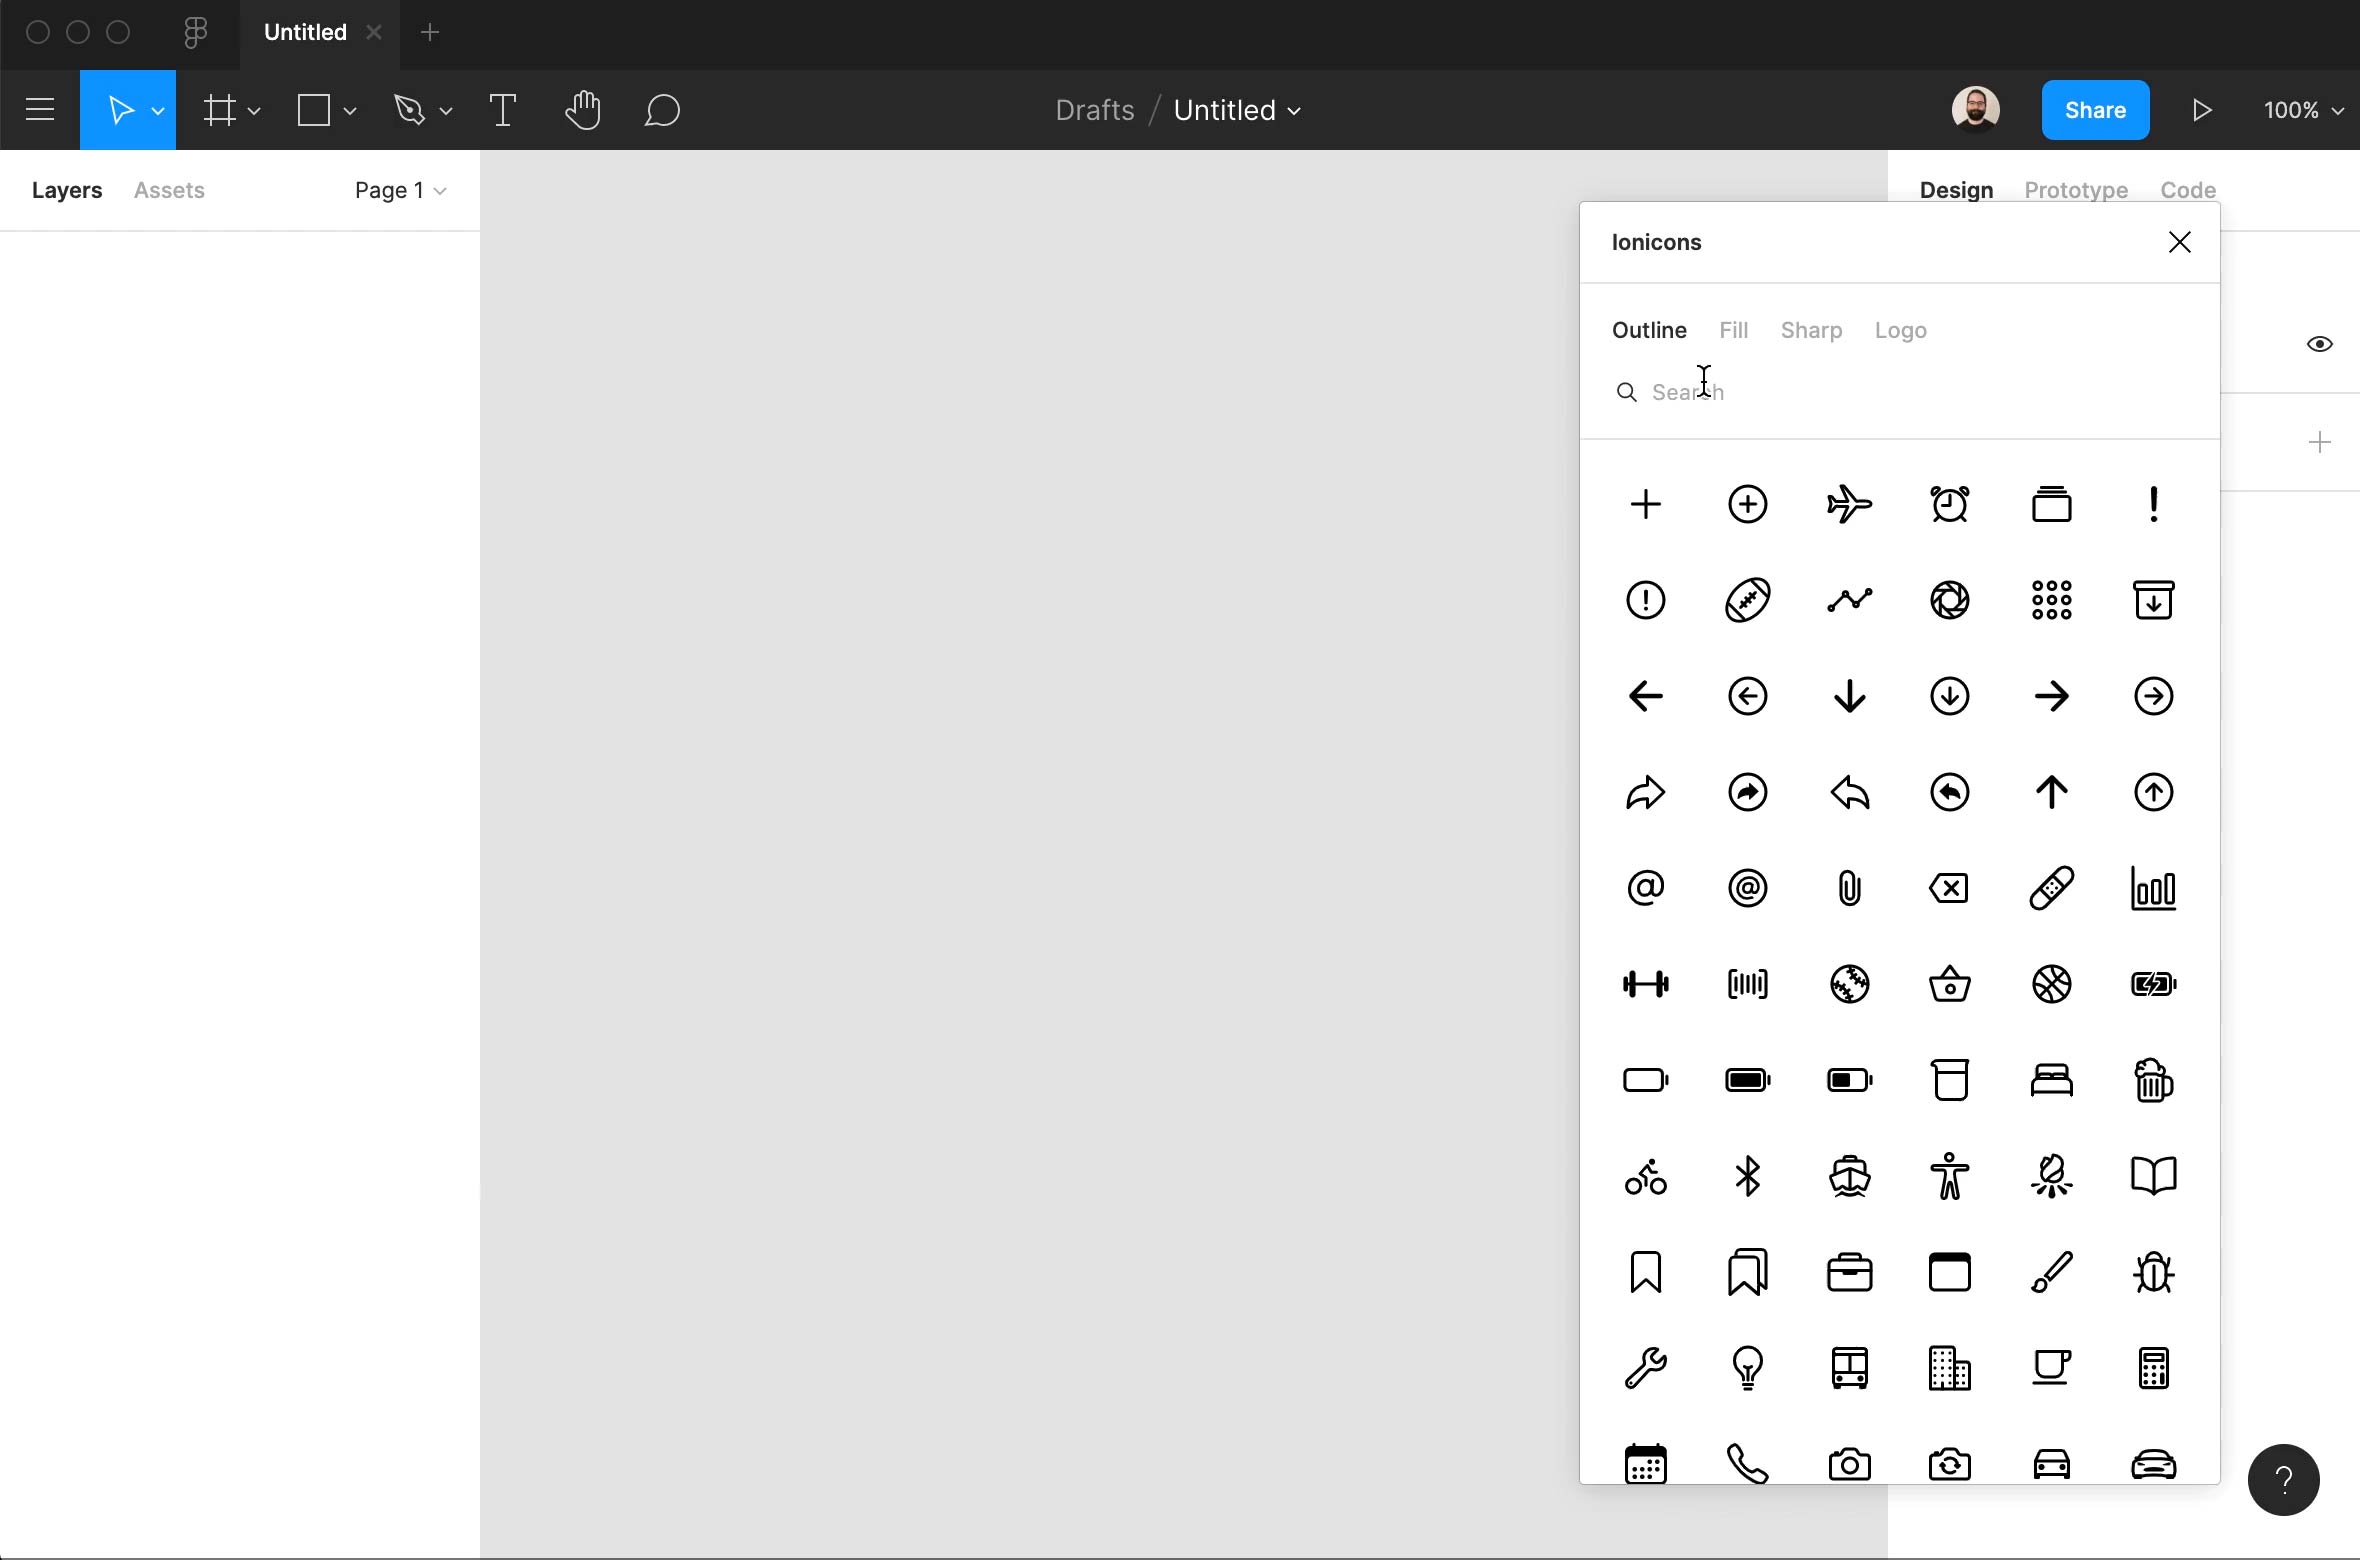 Untitled
Drafts / Untitled
Share
100%
Layers Assets Page 1
Design Prototype Code
Ionicons
Outline Fill Sharp Logo
Search
?